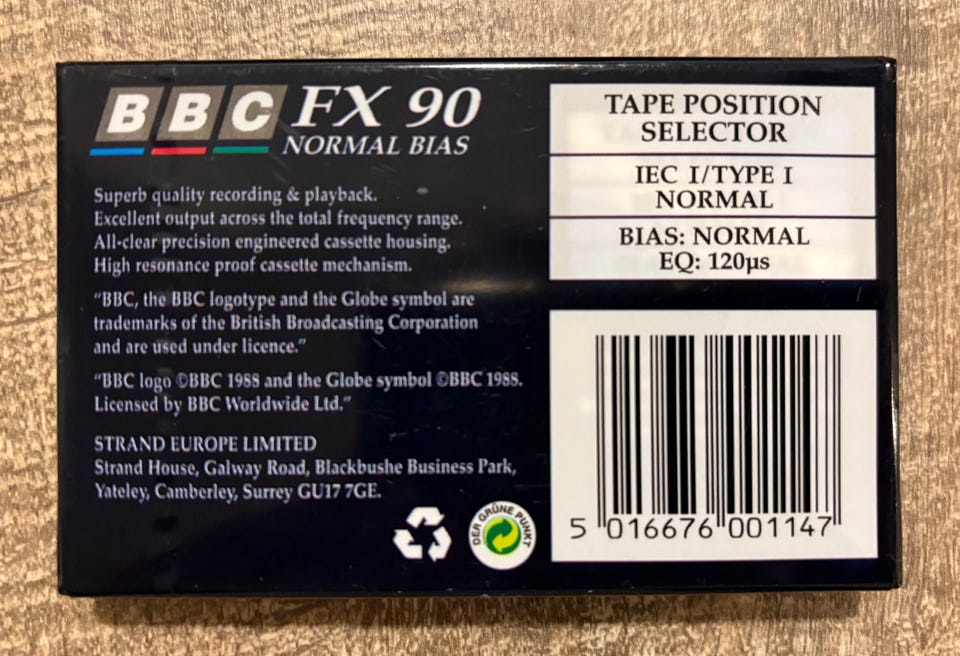 BBC FX 90
NORMAL BIAS
Superb quality recording & playback.
Excellent output across the total frequency range.
All-clear precision engineered cassette housing.
High resonance proof cassette mechanism.
"BBC, the BBC logotype and the Globe symbol are
trademarks of the British Broadcasting Corporation
and are used under licence."
"BBC logo ©BBC 1988 and the Globe symbol ©BBC 1988.
Licensed by BBC Worldwide Ltd."
STRAND EUROPE LIMITED
Strand House, Galway Road, Blackbushe Business Park,
Yateley, Camberley, Surrey GU17 7GE.
DER GRÜNE PUNKT
TAPE POSITION
SELECTOR
IEC I/TYPE I
NORMAL
BIAS: NORMAL
EQ: 120µs
5 016676 001147